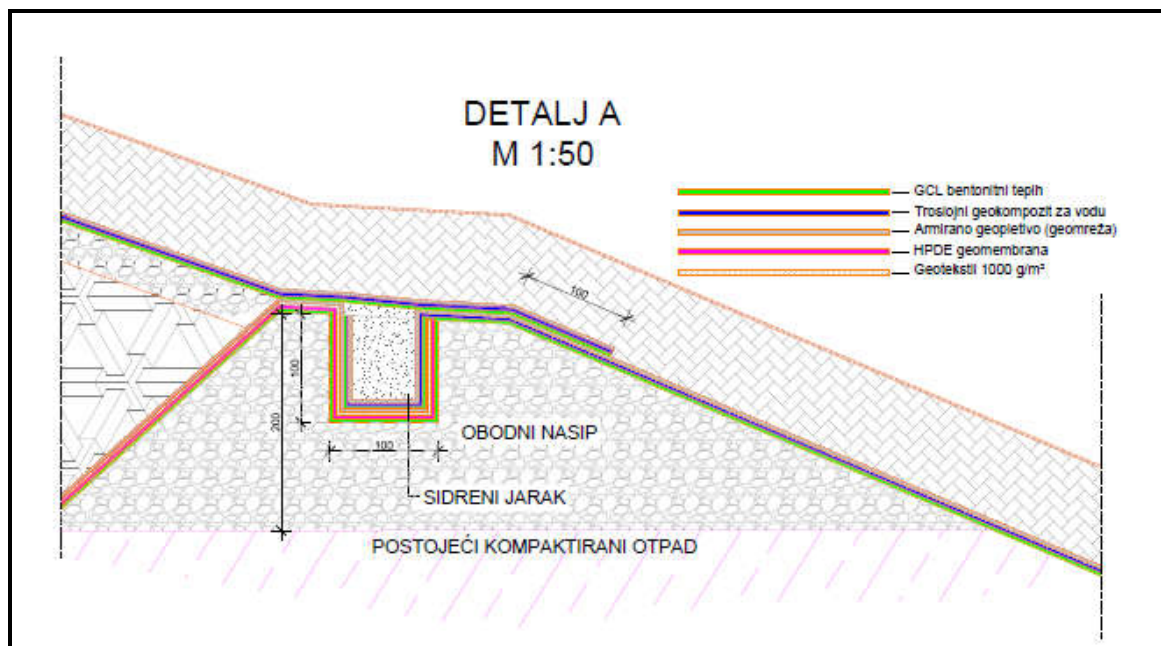 DETALJ A
M 1:50
GCL bentonitni tepih
Troslojni geokompozit za vodu
Armirano geopletivo (geomreža)
HPDE geomembrana
Geotekstil 1000 g/m²
100
100
200
100
OBODNI NASIP
SIDRENI JARAK
POSTOJEĆI KOMPAKTIRANI OTPAD